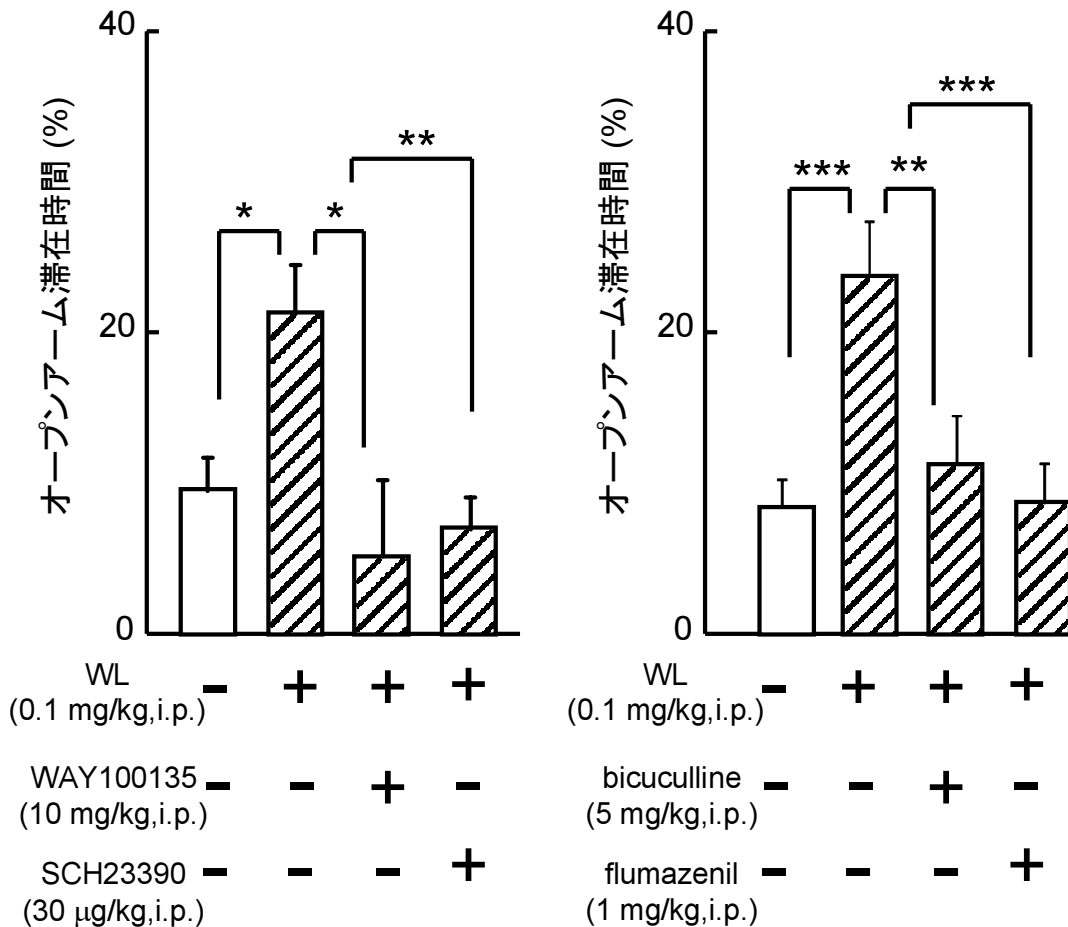 オープンアーム滞在時間 (%)
40
20
0
*
*
**
WL
(0.1 mg/kg,i.p.)
- + + +
WAY100135
(10 mg/kg,i.p.)
- - + -
SCH23390
(30 μg/kg,i.p.)
- - - +
オープンアーム滞在時間 (%)
40
20
0
***
**
***
WL
(0.1 mg/kg,i.p.)
- + + +
bicuculline
(5 mg/kg,i.p.)
- - + -
flumazenil
(1 mg/kg,i.p.)
- - - +